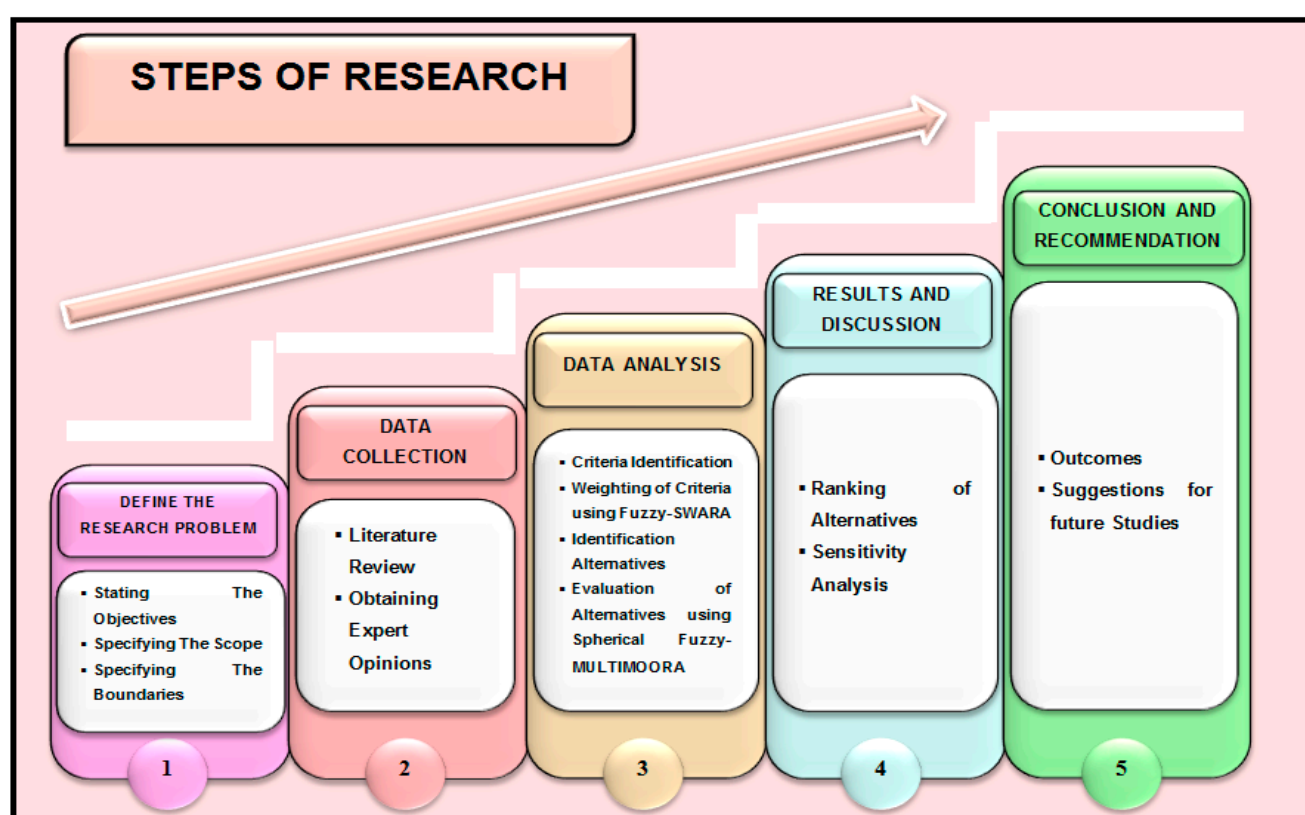 STEPS OF RESEARCH
DEFINE THE
RESEARCH PROBLEM
▪ Stating The
Objectives
▪ Specifying The Scope
▪ Specifying The
Boundaries
1
DATA
COLLECTION
▪ Literature
Review
▪ Obtaining
Expert
Opinions
2
DATA ANALYSIS
▪ Criteria Identification
▪ Weighting of Criteria
using Fuzzy-SWARA
▪ Identification
Alternatives
▪ Evaluation of
Alternatives using
Spherical Fuzzy-
MULTIMOORA
3
RESULTS AND
DISCUSSION
▪ Ranking of
Alternatives
▪ Sensitivity
Analysis
4
CONCLUSION AND
RECOMMENDATION
▪ Outcomes
▪ Suggestions for
future Studies
5